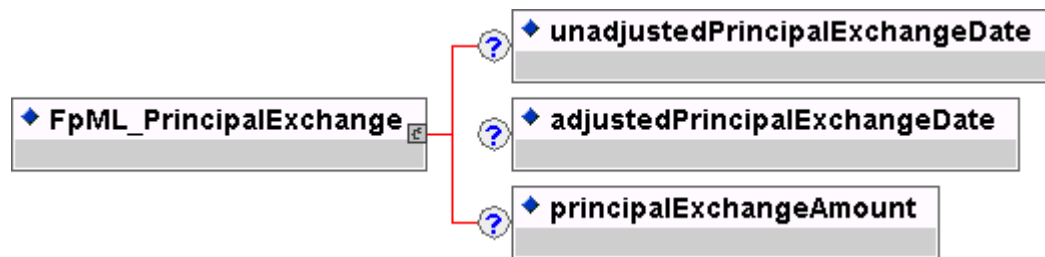 unadjustedPrincipalExchangeDate
?
FpML_PrincipalExchange
adjustedPrincipalExchangeDate
?
principalExchangeAmount
?